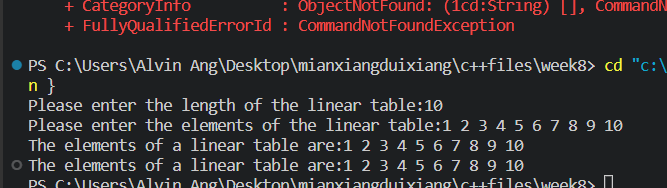 + CategoryInfo : ObjectNotFound: (1cd:String) [], CommandN
+ FullyQualifiedErrorId : CommandNotFoundException
PS C:\Users\Alvin Ang\Desktop\mianxiangduixiang\c++files\week8> cd "c:\
n }
Please enter the length of the linear table:10
Please enter the elements of the linear table:1 2 3 4 5 6 7 8 9 10
The elements of a linear table are:1 2 3 4 5 6 7 8 9 10
The elements of a linear table are:1 2 3 4 5 6 7 8 9 10
PS C:\Users\Alvin Ang\Desktop\mianxiangduixiang\c++files\week8>